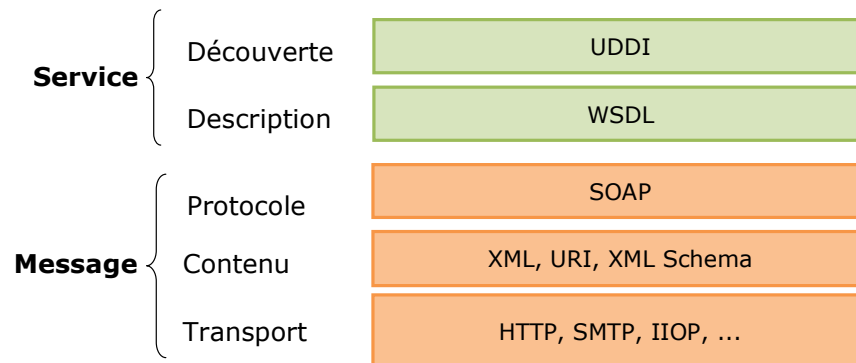 Service
Découverte
UDDI
Description
WSDL
Message
Protocole
SOAP
Contenu
XML, URI, XML Schema
Transport
HTTP, SMTP, IIOP, ...